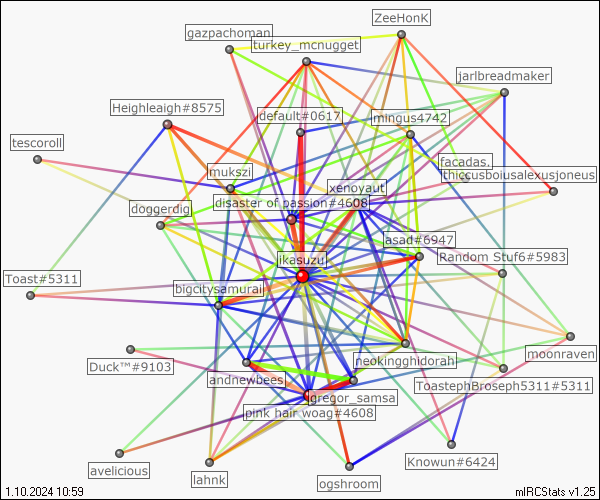 ZeeHonK
gazpachoman
turkey_mcnugget
jarlbreadmaker
Heighleaigh#8575
default#0617
mingus4742
tescoroll
facadas.
mukszi
thiccusboiusalexusjoneus
xenoyaut
disaster of passion#4608
doggerdig
asad#6947
Random Stuf6#5983
jikasuzu
Toast#5311
bigcitysamurai
neokingghidorah
moonraven
Duck™#9103
andnewbees
ToastephBroseph5311#5311
gregor_samsa
pink hair woag#4608
Knowun#6424
avelicious
lahnk
ogshroom
1.10.2024 10:59
mIRCStats v1.25